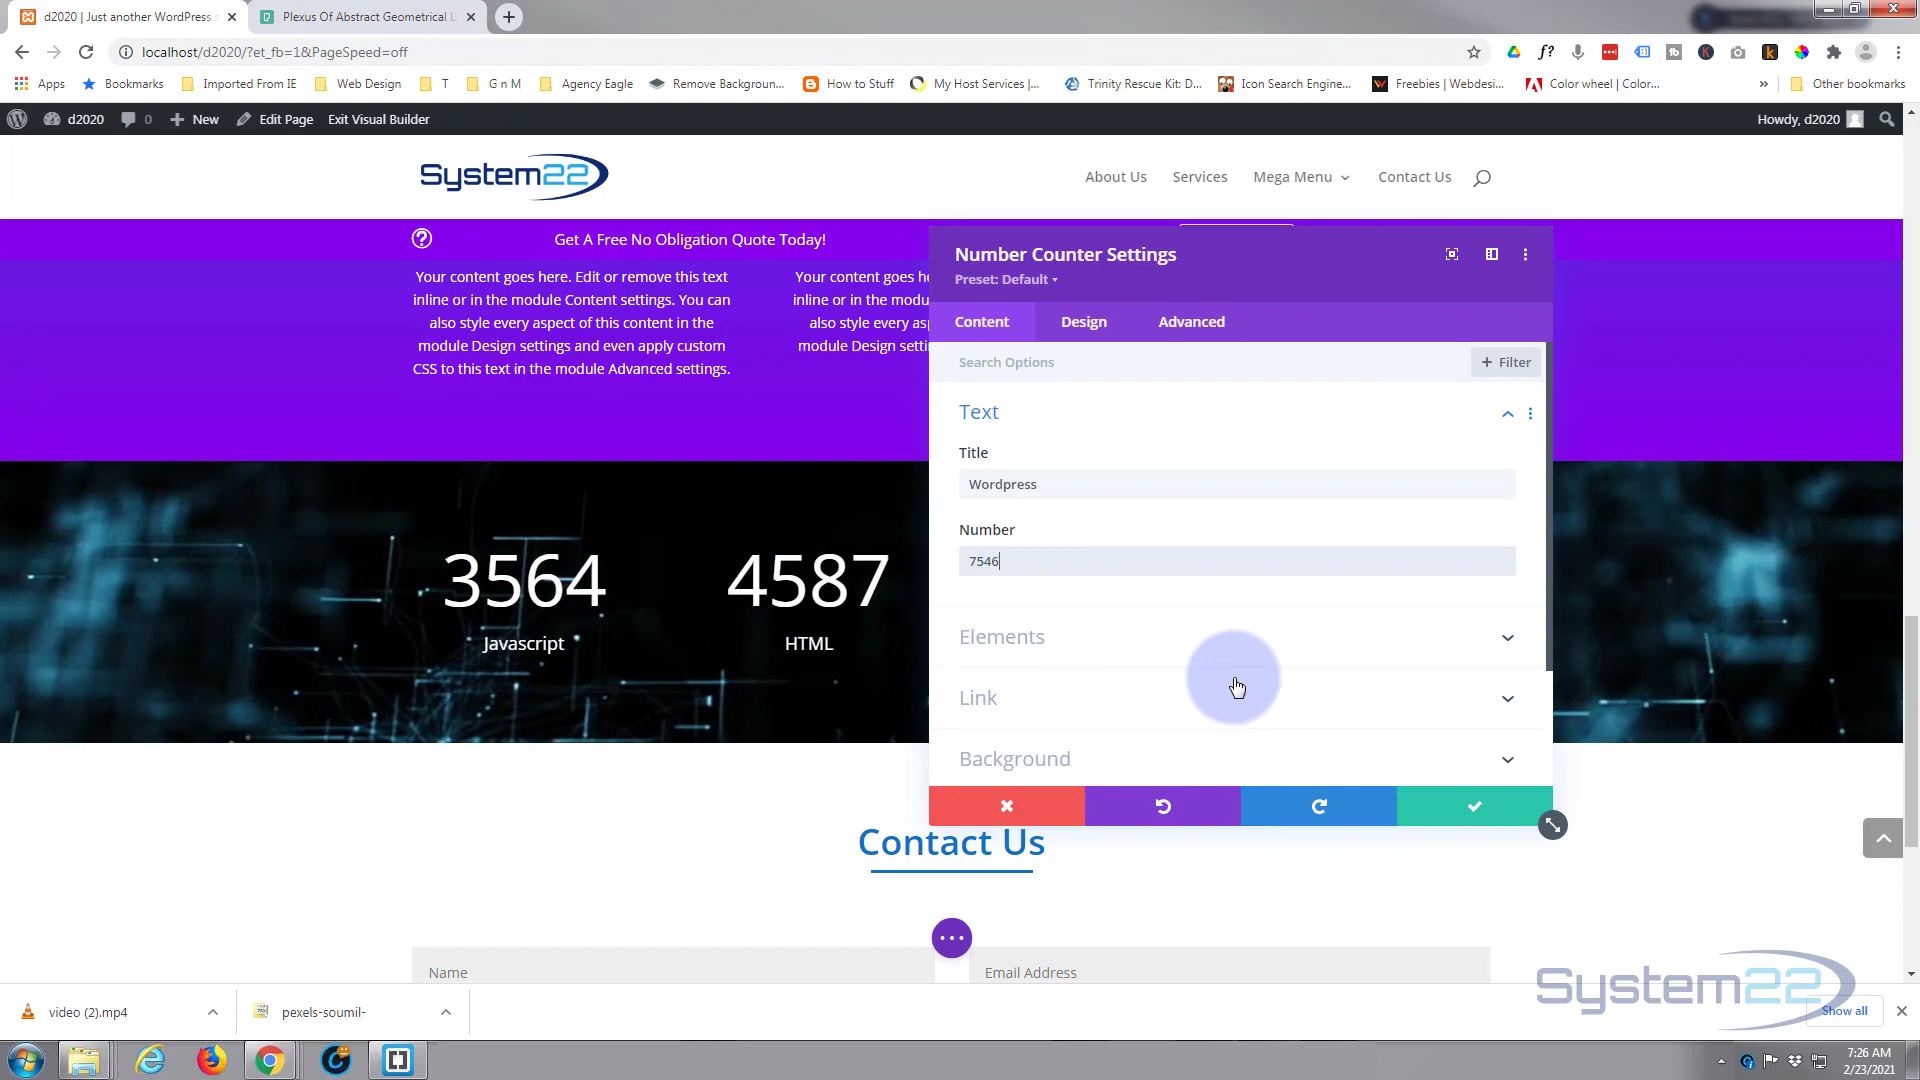 d2020 | Just another WordPress s
Plexus Of Abstract Geometrical L
localhost/d2020/?et_fb=1&PageSpeed=off
Apps
Bookmarks
Imported From IE
Web Design
T
G n M
Agency Eagle
Remove Backgroun...
How to Stuff
My Host Services |...
Trinity Rescue Kit: D...
Icon Search Engine...
Freebies | Webdesi...
Color wheel | Color...
»
Other bookmarks
d2020
0
New
Edit Page
Exit Visual Builder
Howdy, d2020
System22
About Us
Services
Mega Menu
Contact Us
Get A Free No Obligation Quote Today!
Your content goes here. Edit or remove this text
inline or in the module Content settings. You can
also style every aspect of this content in the
module Design settings and even apply custom
CSS to this text in the module Advanced settings.
Your content goes h
inline or in the modu
also style every asp
module Design setti
Number Counter Settings
Preset: Default
Content
Design
Advanced
Search Options
+ Filter
Text
Title
Wordpress
Number
7546
Elements
Link
Background
3564
Javascript
4587
HTML
Contact Us
Name
Email Address
System22
video (2).mp4
pexels-soumil-
Show all
7:26 AM
2/23/2021